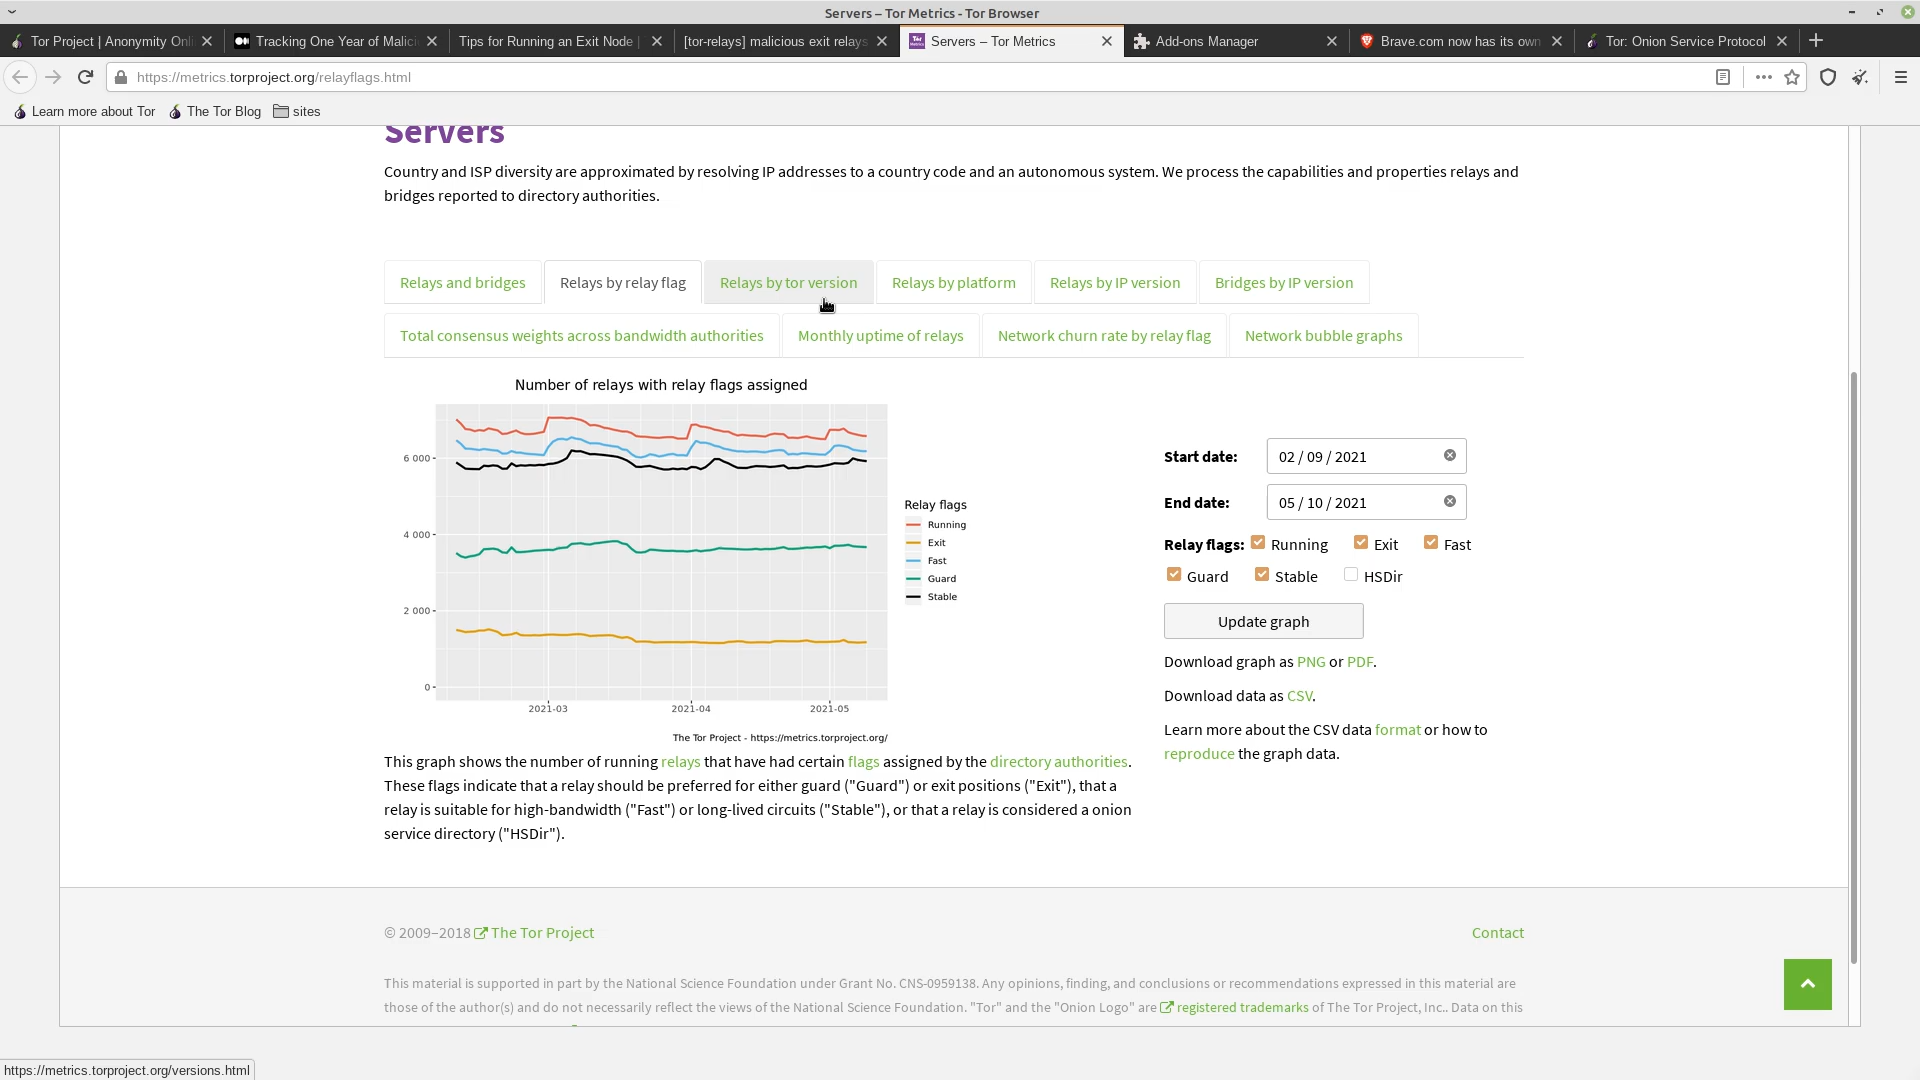 Servers – Tor Metrics - Tor Browser
Tor Project | Anonymity Onli
Tracking One Year of Malici
Tips for Running an Exit Node |
[tor-relays] malicious exit relays
Servers – Tor Metrics
Add-ons Manager
Brave.com now has its own
Tor: Onion Service Protocol
https://metrics.torproject.org/relayflags.html
Learn more about Tor
The Tor Blog
sites
Servers
Country and ISP diversity are approximated by resolving IP addresses to a country code and an autonomous system. We process the capabilities and properties relays and
bridges reported to directory authorities.
Relays and bridges
Relays by relay flag
Relays by tor version
Relays by platform
Relays by IP version
Bridges by IP version
Total consensus weights across bandwidth authorities
Monthly uptime of relays
Network churn rate by relay flag
Network bubble graphs
Number of relays with relay flags assigned
6 000
4 000
2 000
0
2021-03
2021-04
2021-05
Relay flags
Running
Exit
Fast
Guard
Stable
The Tor Project - https://metrics.torproject.org/
Start date: 02 / 09 / 2021
End date: 05 / 10 / 2021
Relay flags: Running Exit Fast
Guard Stable HSDir
Update graph
Download graph as PNG or PDF.
Download data as CSV.
Learn more about the CSV data format or how to
reproduce the graph data.
This graph shows the number of running relays that have had certain flags assigned by the directory authorities.
These flags indicate that a relay should be preferred for either guard ("Guard") or exit positions ("Exit"), that a
relay is suitable for high-bandwidth ("Fast") or long-lived circuits ("Stable"), or that a relay is considered a onion
service directory ("HSDir").
© 2009–2018 The Tor Project
Contact
This material is supported in part by the National Science Foundation under Grant No. CNS-0959138. Any opinions, finding, and conclusions or recommendations expressed in this material are
those of the author(s) and do not necessarily reflect the views of the National Science Foundation. "Tor" and the "Onion Logo" are registered trademarks of The Tor Project, Inc.. Data on this
https://metrics.torproject.org/versions.html